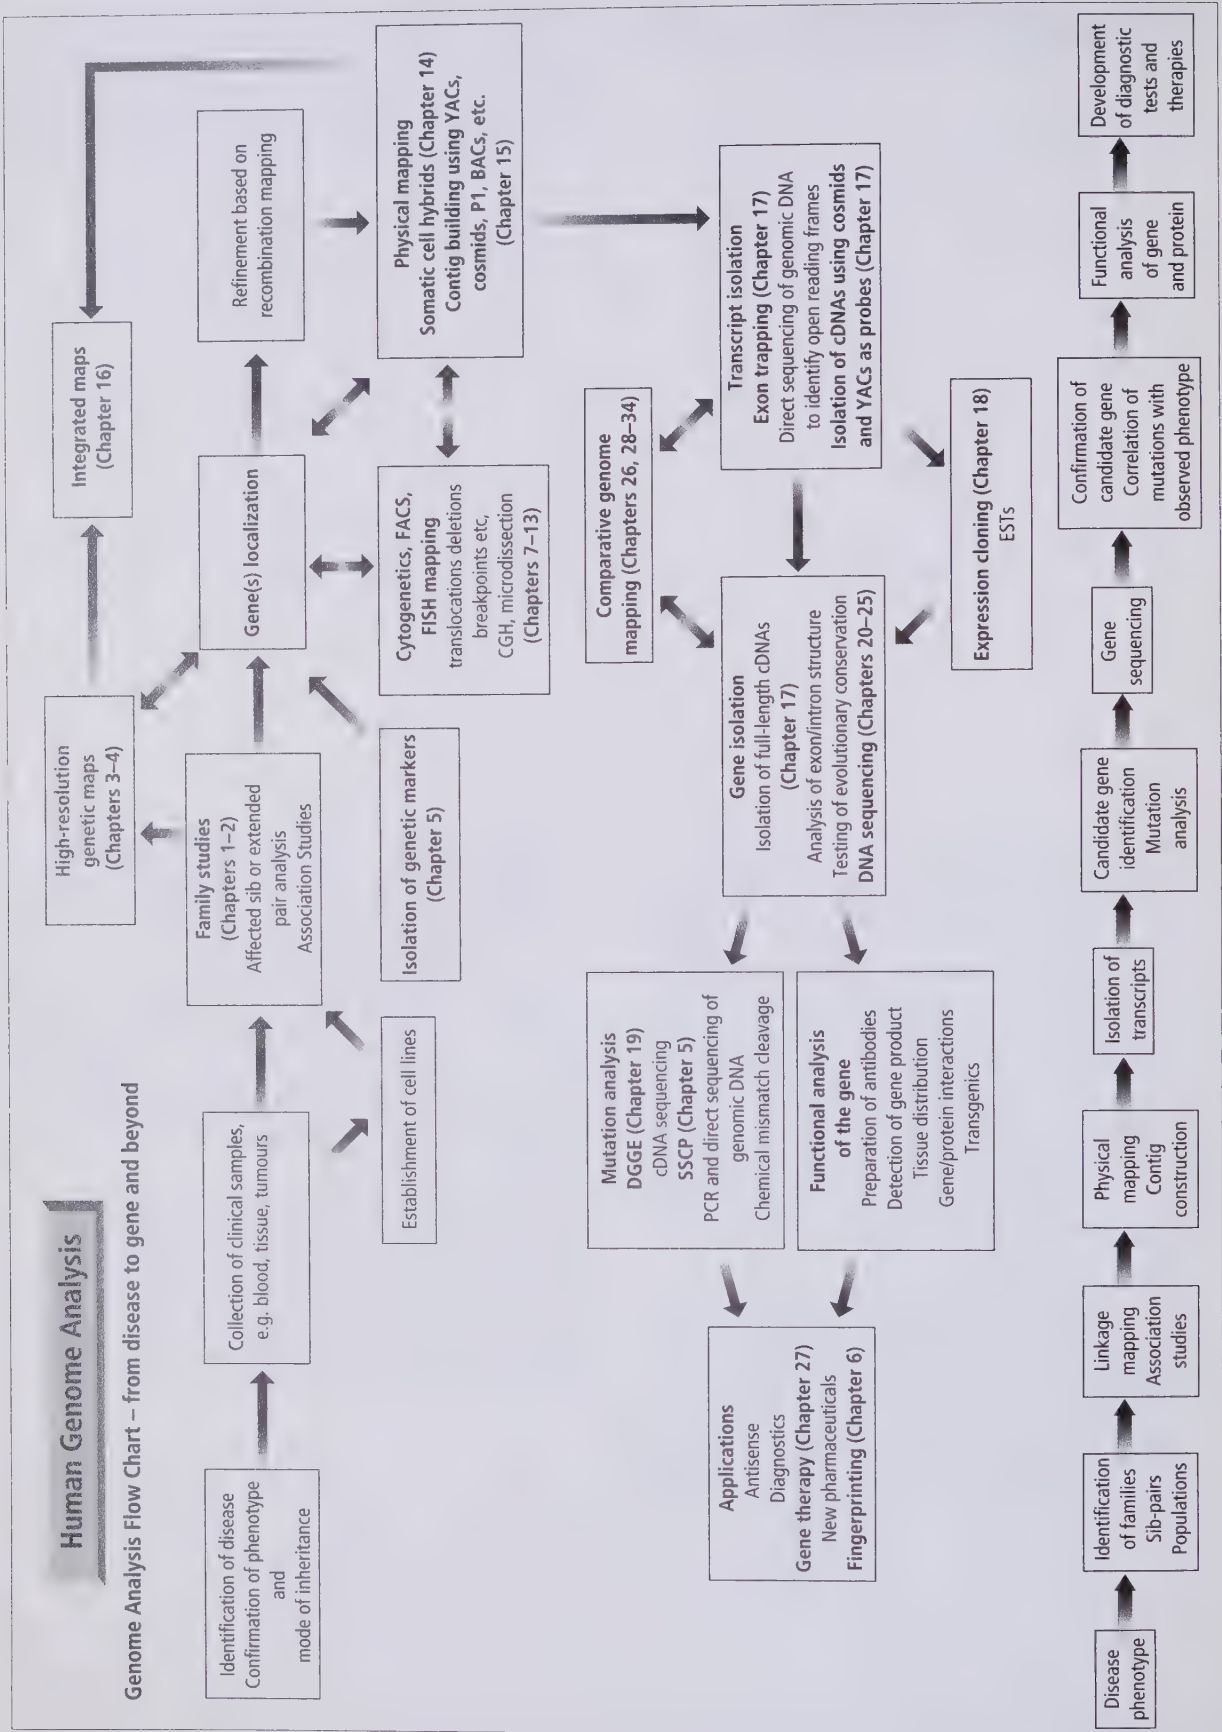 Human Genome Analysis
Genome Analysis Flow Chart – from disease to gene and beyond
Identification of disease
Confirmation of phenotype
and
mode of inheritance
Collection of clinical samples,
e.g. blood, tissue, tumours
Establishment of cell lines
Family studies
(Chapters 1–2)
Affected sib or extended
pair analysis
Association Studies
High-resolution
genetic maps
(Chapters 3–4)
Isolation of genetic markers
(Chapter 5)
Gene(s) localization
Integrated maps
(Chapter 16)
Cytogenetics, FACS,
FISH mapping
translocations deletions
breakpoints etc,
CGH, microdissection
(Chapters 7–13)
Refinement based on
recombination mapping
Physical mapping
Somatic cell hybrids (Chapter 14)
Contig building using YACs,
cosmids, P1, BACs, etc.
(Chapter 15)
Transcript isolation
Exon trapping (Chapter 17)
Direct sequencing of genomic DNA
to identify open reading frames
Isolation of cDNAs using cosmids
and YACs as probes (Chapter 17)
Comparative genome
mapping (Chapters 26, 28–34)
Expression cloning (Chapter 18)
ESTs
Gene isolation
Isolation of full-length cDNAs
(Chapter 17)
Analysis of exon/intron structure
Testing of evolutionary conservation
DNA sequencing (Chapters 20–25)
Mutation analysis
DGGE (Chapter 19)
cDNA sequencing
SSCP (Chapter 5)
PCR and direct sequencing of
genomic DNA
Chemical mismatch cleavage
Functional analysis
of the gene
Preparation of antibodies
Detection of gene product
Tissue distribution
Gene/protein interactions
Transgenics
Applications
Antisense
Diagnostics
Gene therapy (Chapter 27)
New pharmaceuticals
Fingerprinting (Chapter 6)
Disease
phenotype
Identification
of families
Sib-pairs
Populations
Linkage
mapping
Association
studies
Physical
mapping
Contig
construction
Isolation of
transcripts
Candidate gene
identification
Mutation
analysis
Gene
sequencing
Confirmation of
candidate gene
Correlation of
mutations with
observed phenotype
Functional
analysis
of gene
and protein
Development
of diagnostic
tests and
therapies